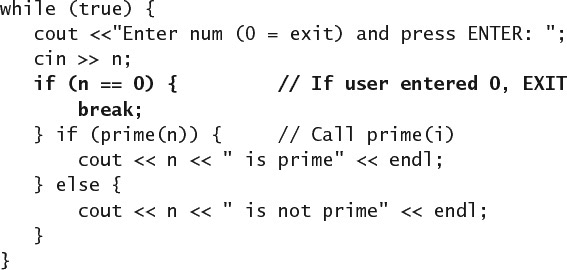 while (true) {
    cout <<"Enter num (0 = exit) and press ENTER: ";
    cin >> n;
    if (n == 0) {         // If user entered 0, EXIT
        break;
    } if (prime(n)) {     // Call prime(i)
        cout << n << " is prime" << endl;
    } else {
        cout << n << " is not prime" << endl;
    }
}